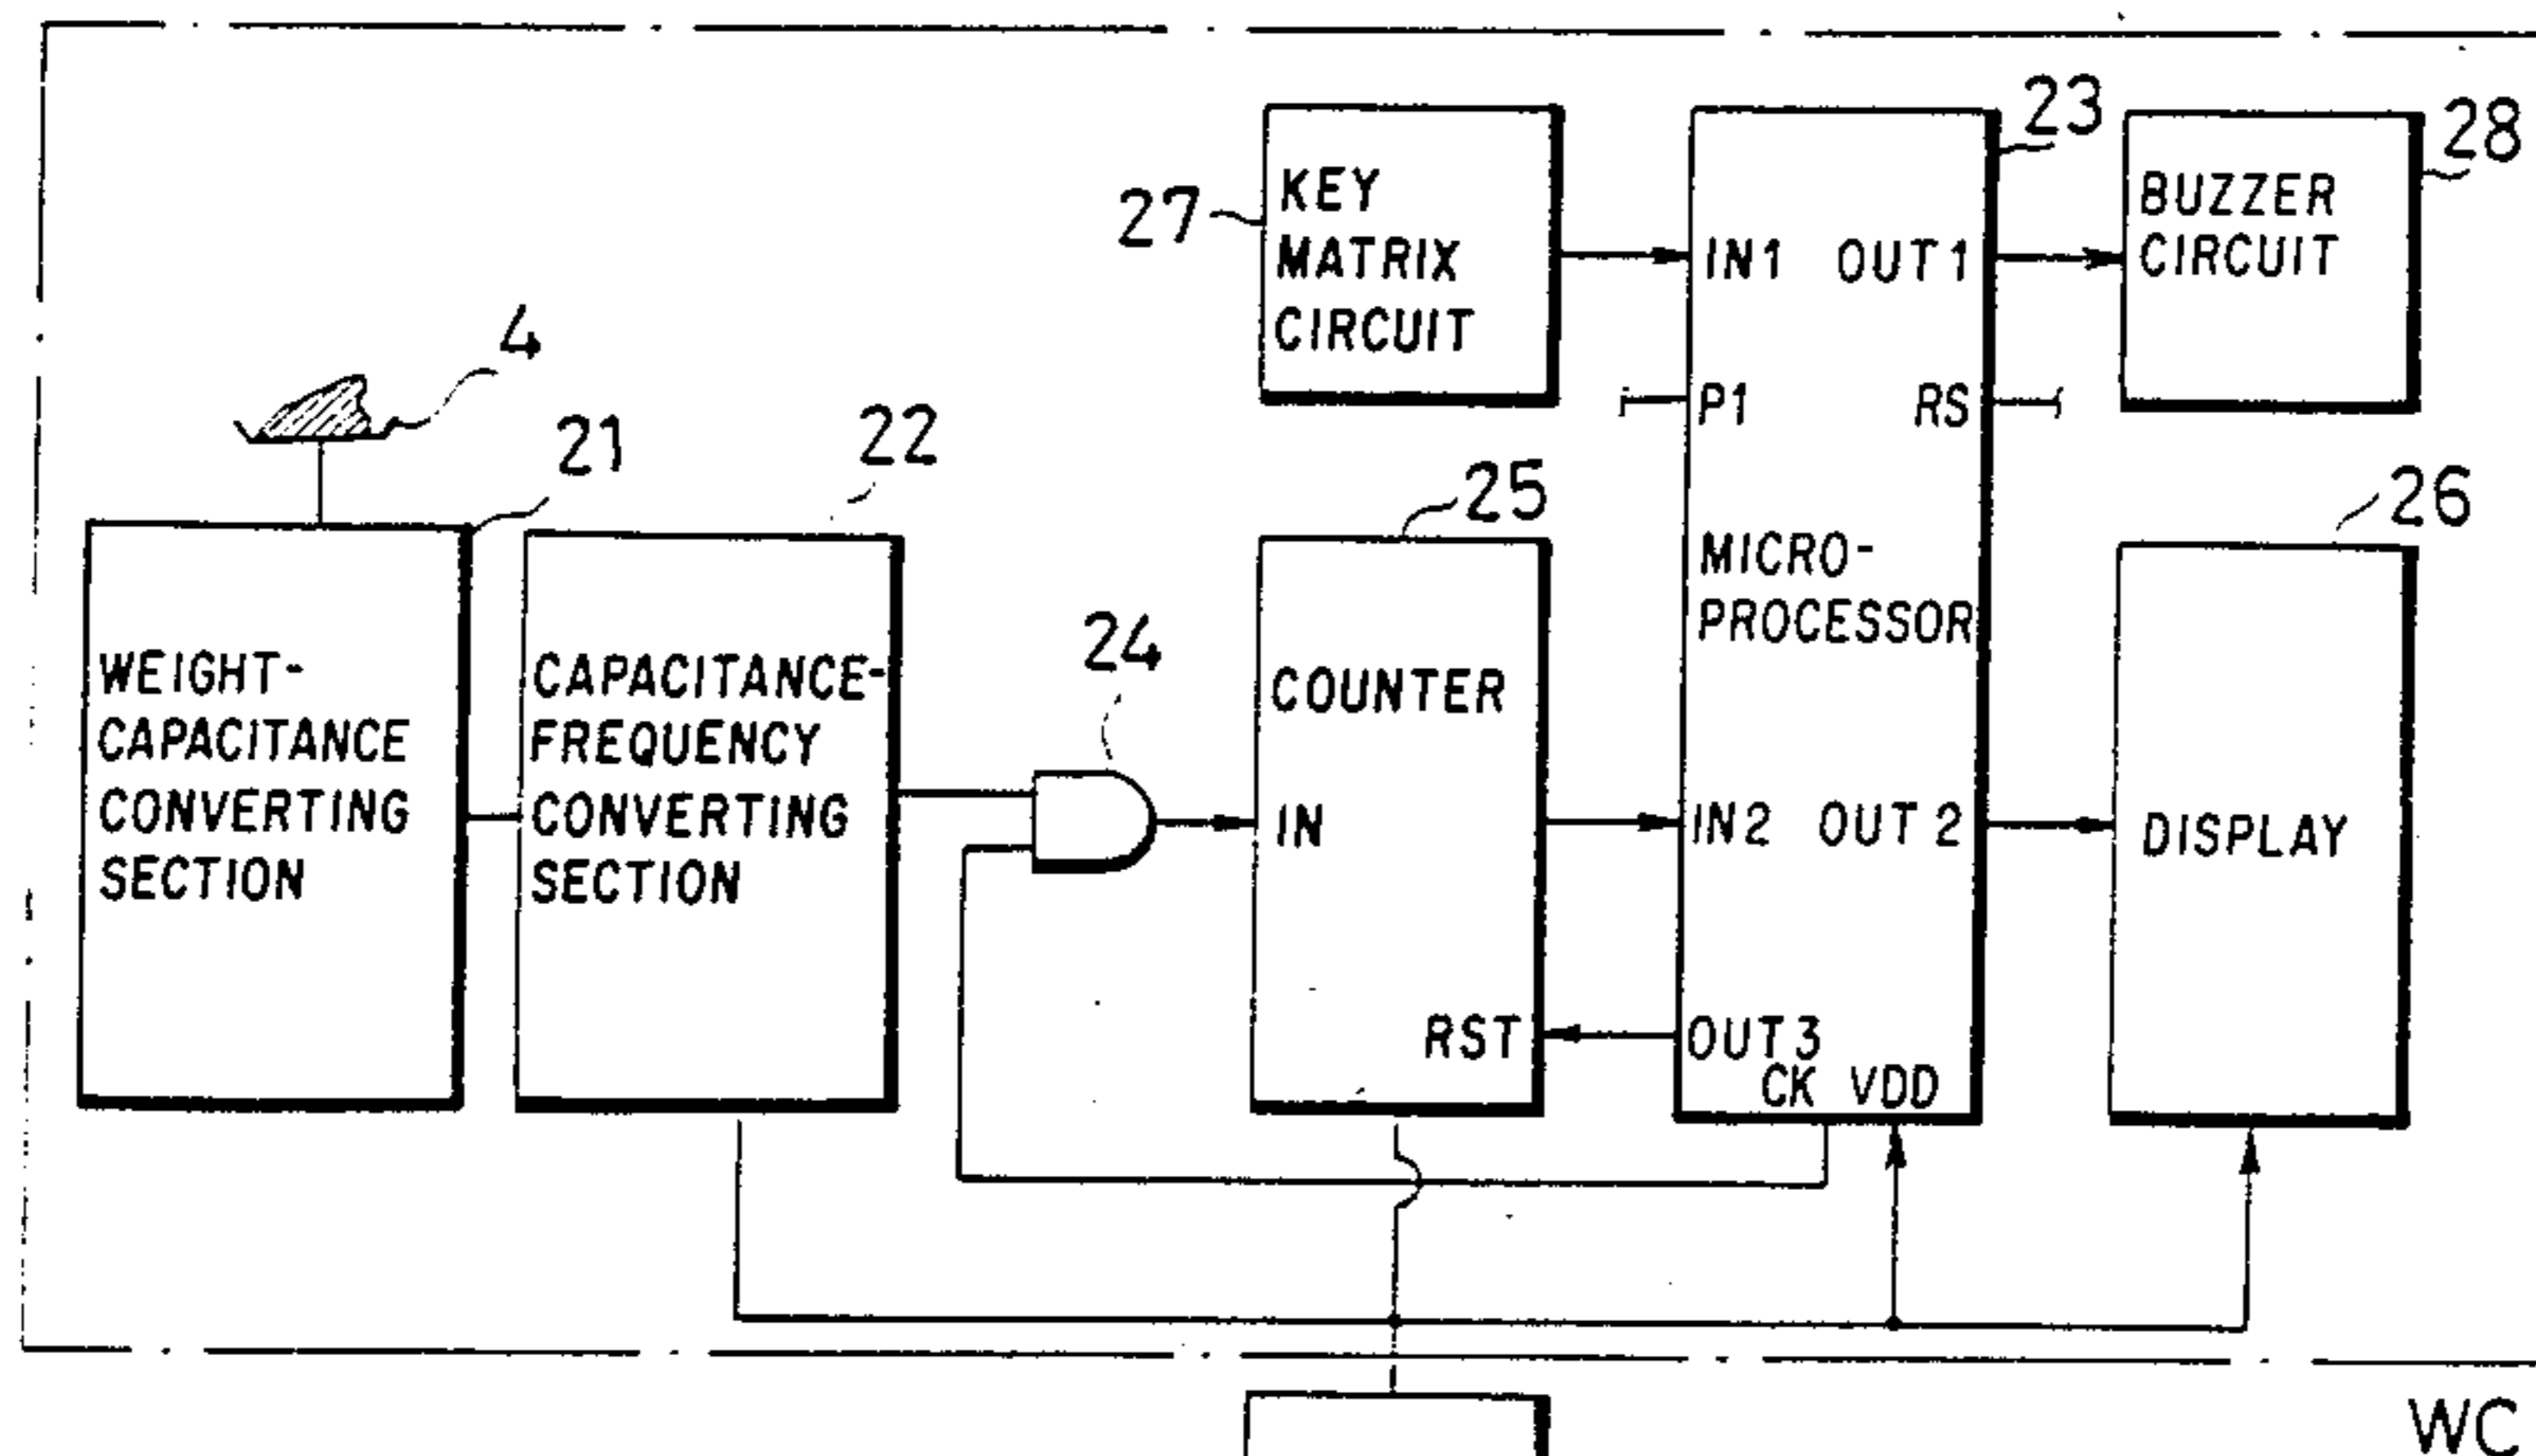 23
28
27
KEY
MATRIX
CIRCUIT
IN1
OUT1
P1
RS
BUZZER
CIRCUIT
4
21
22
25
26
MICRO-
PROCESSOR
24
WEIGHT-
CAPACITANCE
CONVERTING
SECTION
CAPACITANCE-
FREQUENCY
CONVERTING
SECTION
COUNTER
IN
RST
IN2
OUT2
OUT3
CK VDD
DISPLAY
WC